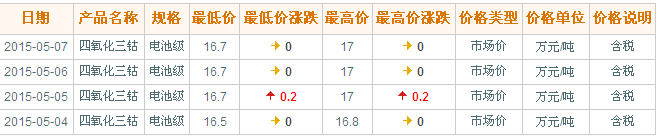 日期 产品名称 规格 最低价 最低价涨跌 最高价 最高价涨跌 价格类型 价格单位 价格说明
2015-05-07 四氧化三钴 电池级 16.7 → 0 17 → 0 市场价 万元/吨 含税
2015-05-06 四氧化三钴 电池级 16.7 → 0 17 → 0 市场价 万元/吨 含税
2015-05-05 四氧化三钴 电池级 16.7 ↑ 0.2 17 ↑ 0.2 市场价 万元/吨 含税
2015-05-04 四氧化三钴 电池级 16.5 → 0 16.8 → 0 市场价 万元/吨 含税